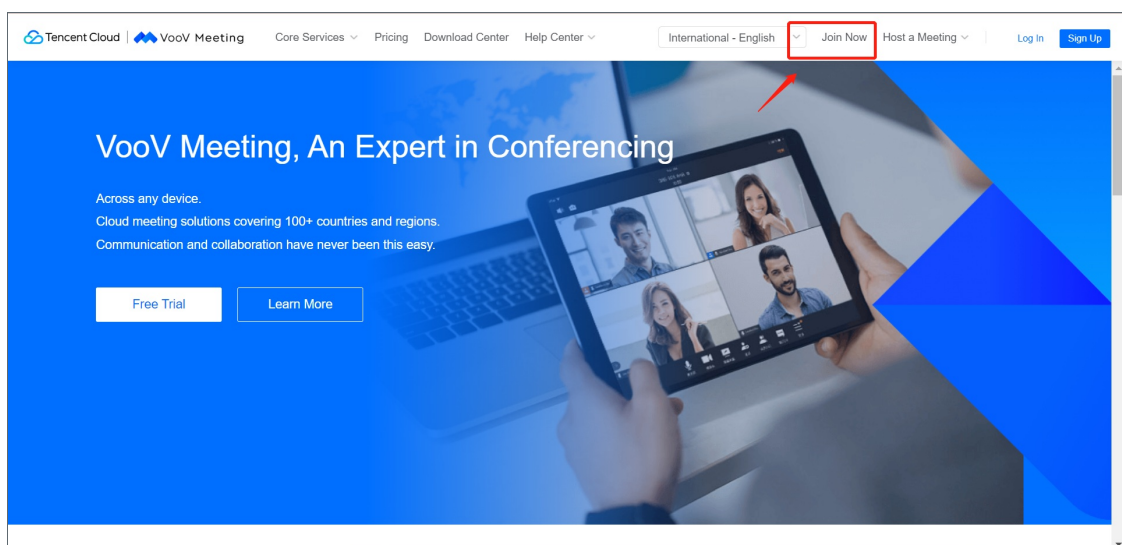 Tencent Cloud | VooV Meeting Core Services Pricing Download Center Help Center International - English Join Now Host a Meeting Log In Sign Up
VooV Meeting, An Expert in Conferencing
Across any device.
Cloud meeting solutions covering 100+ countries and regions.
Communication and collaboration have never been this easy.
Free Trial Learn More